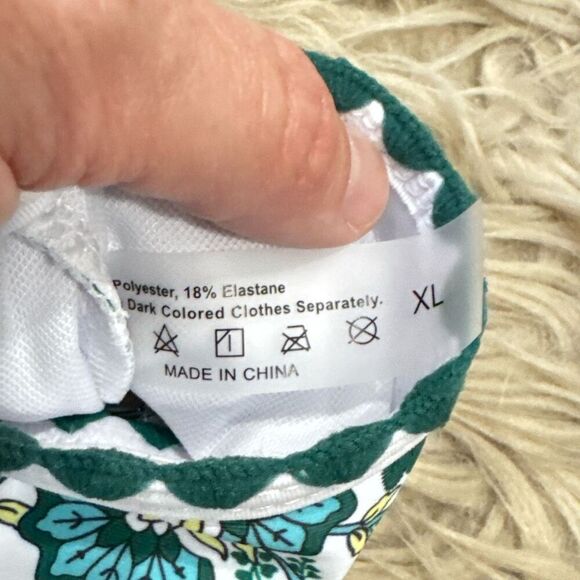 Polyester, 18% Elastane
Dark Colored Clothes Separately.
XL
MADE IN CHINA